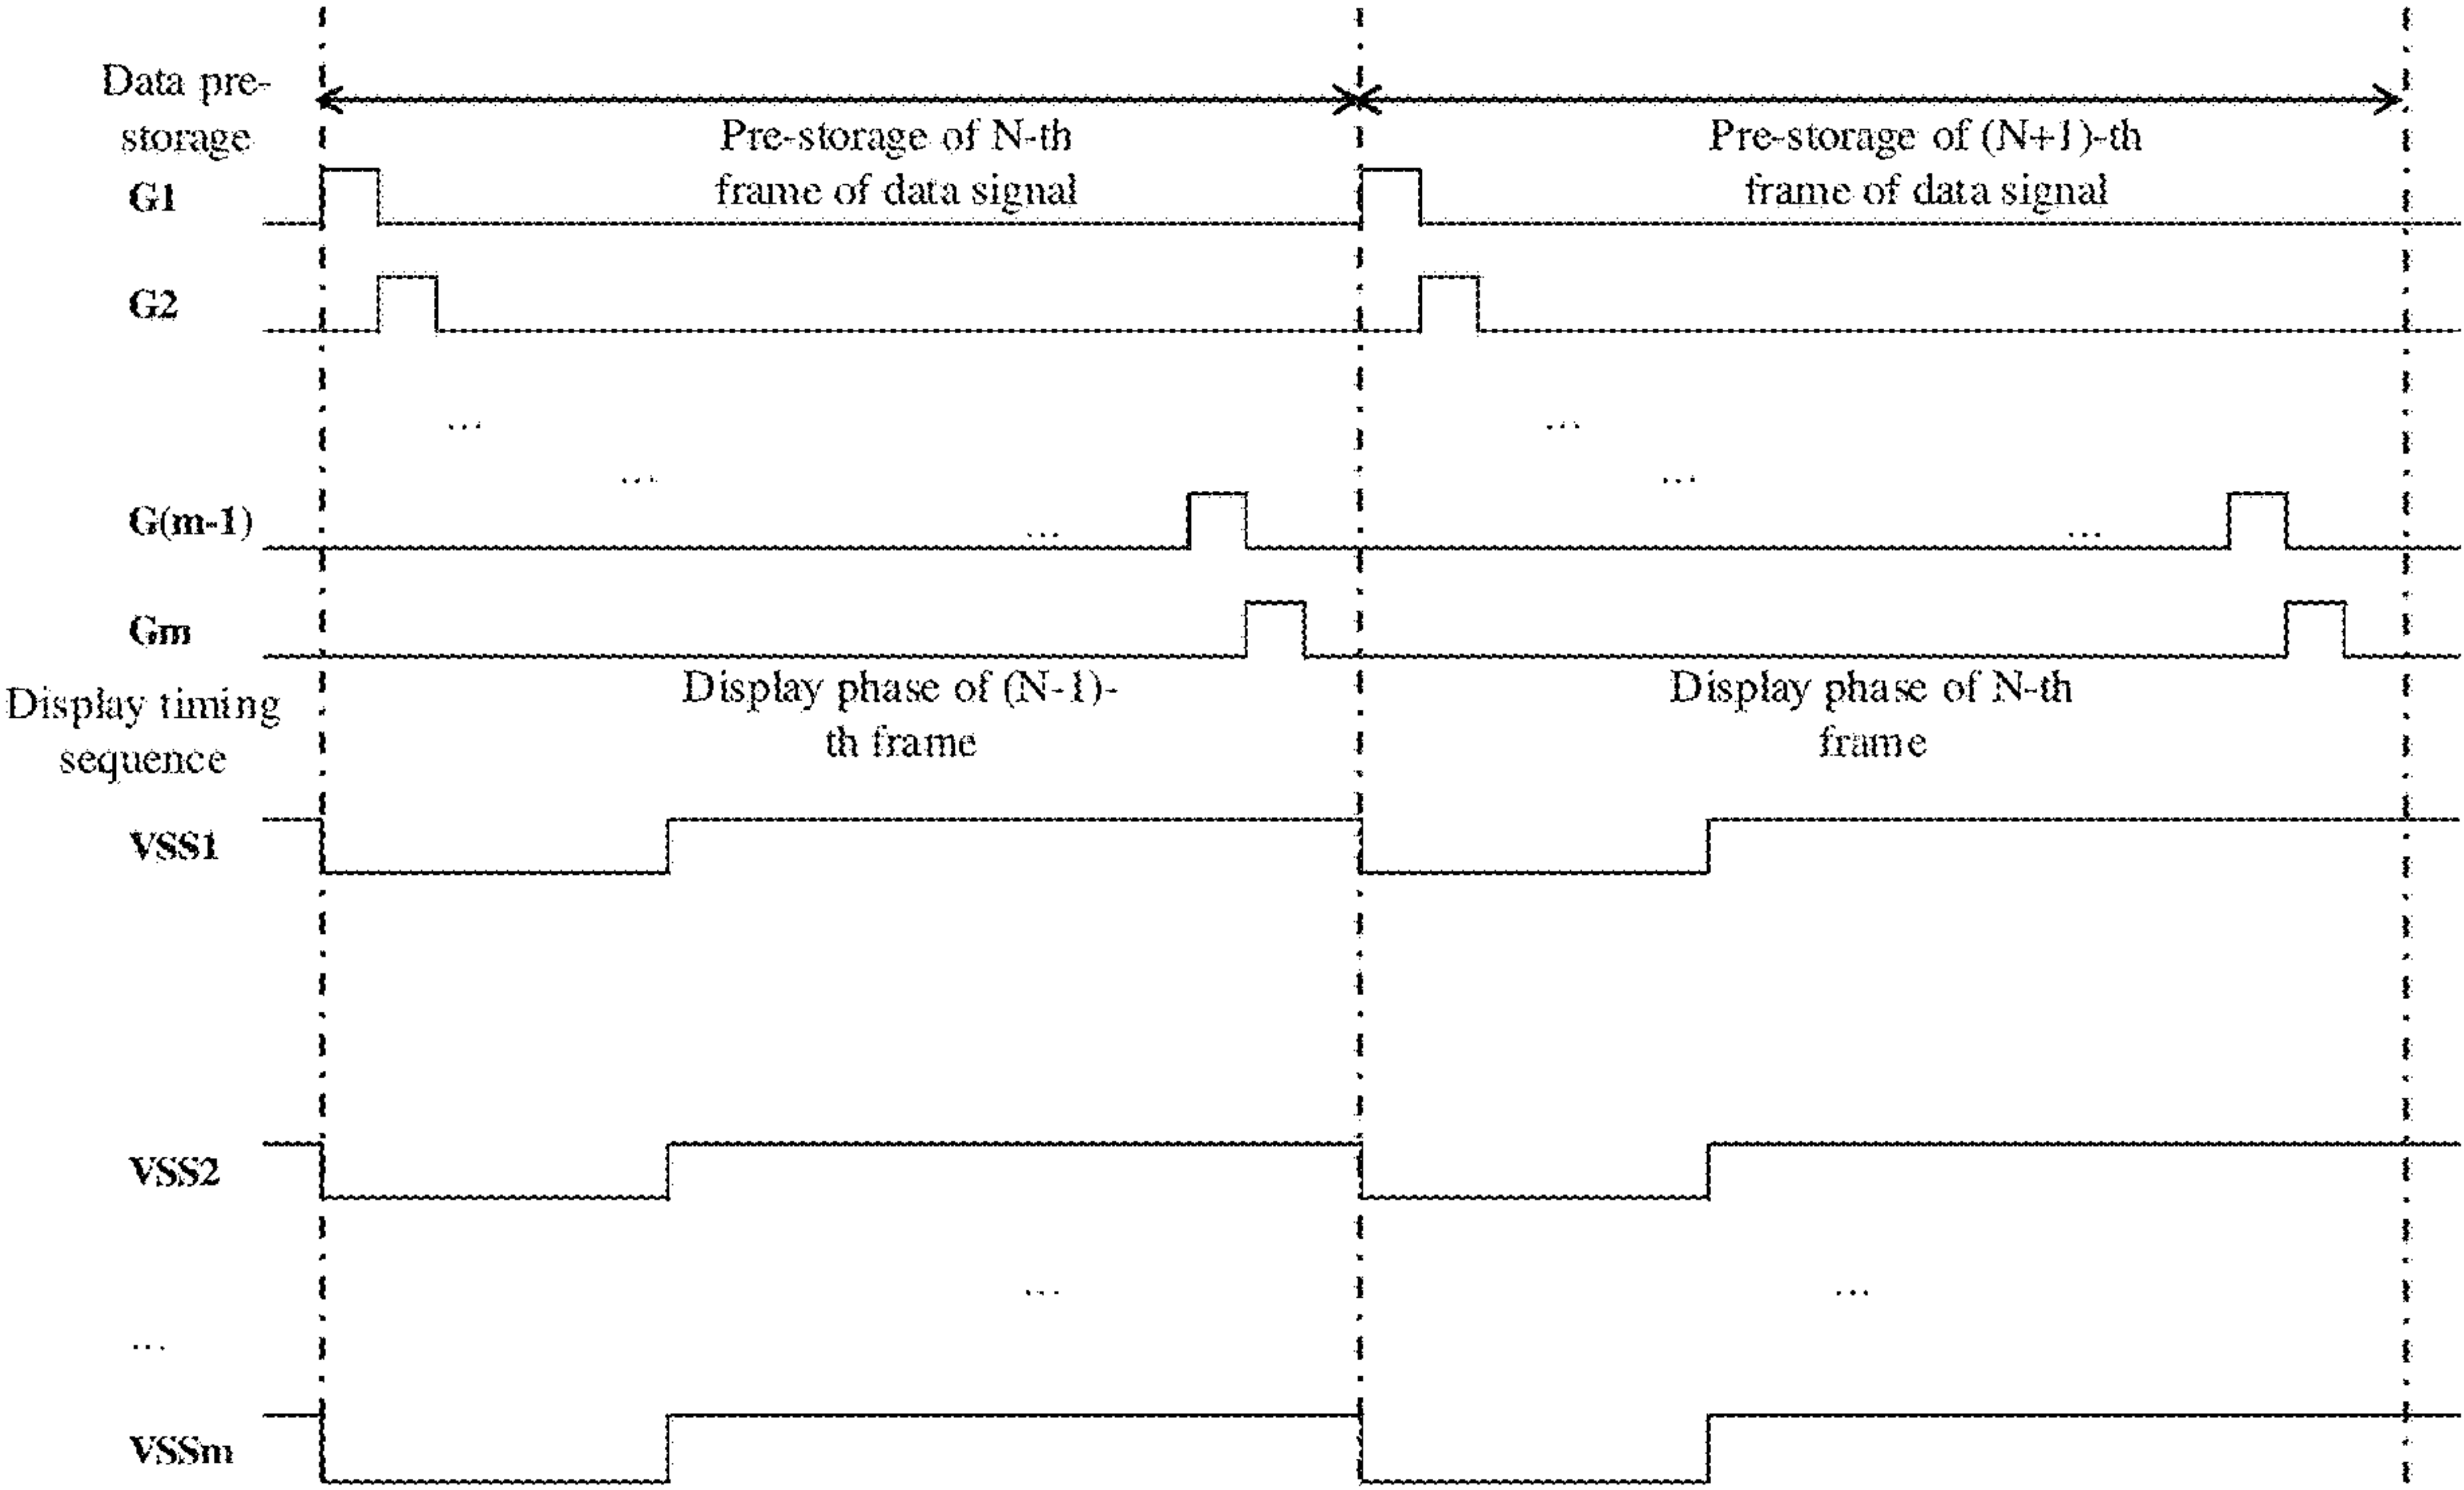 Data pre-
storage
Pre-storage of N-th
frame of data signal
Pre-storage of (N+1)-th
frame of data signal
G1
G2
...
...
...
...
G(m-1)
...
...
Gm
Display timing
sequence
Display phase of (N-1)-
th frame
Display phase of N-th
frame
VSS1
VSS2
...
...
...
VSSm